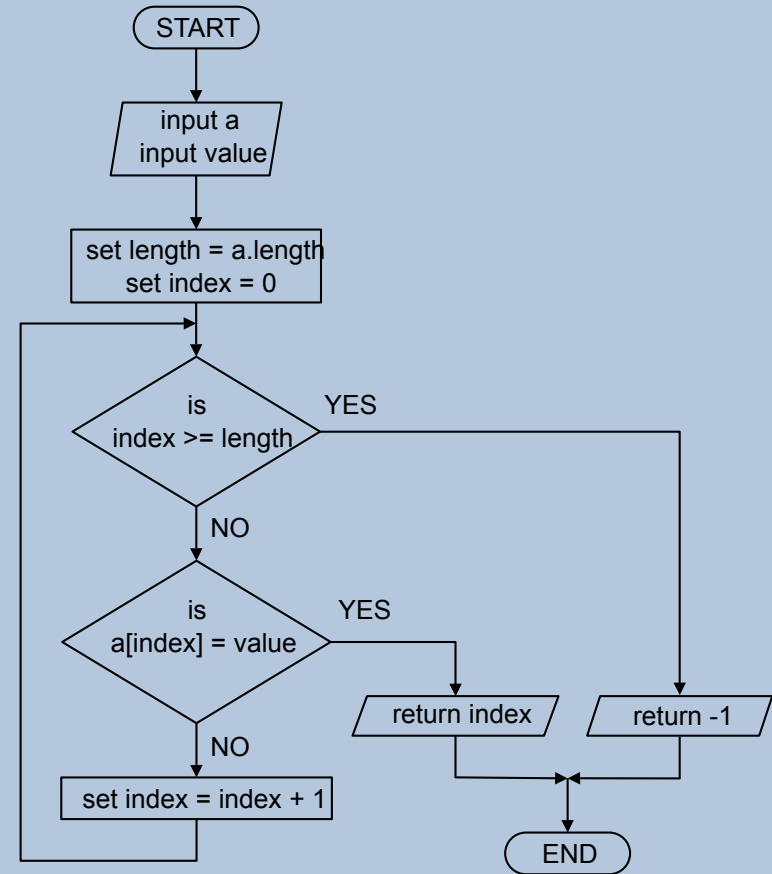 START
input a
input value
set length = a.length
set index = 0
is
index >= length
YES
NO
is
a[index] = value
YES
return index
return -1
NO
set index = index + 1
END